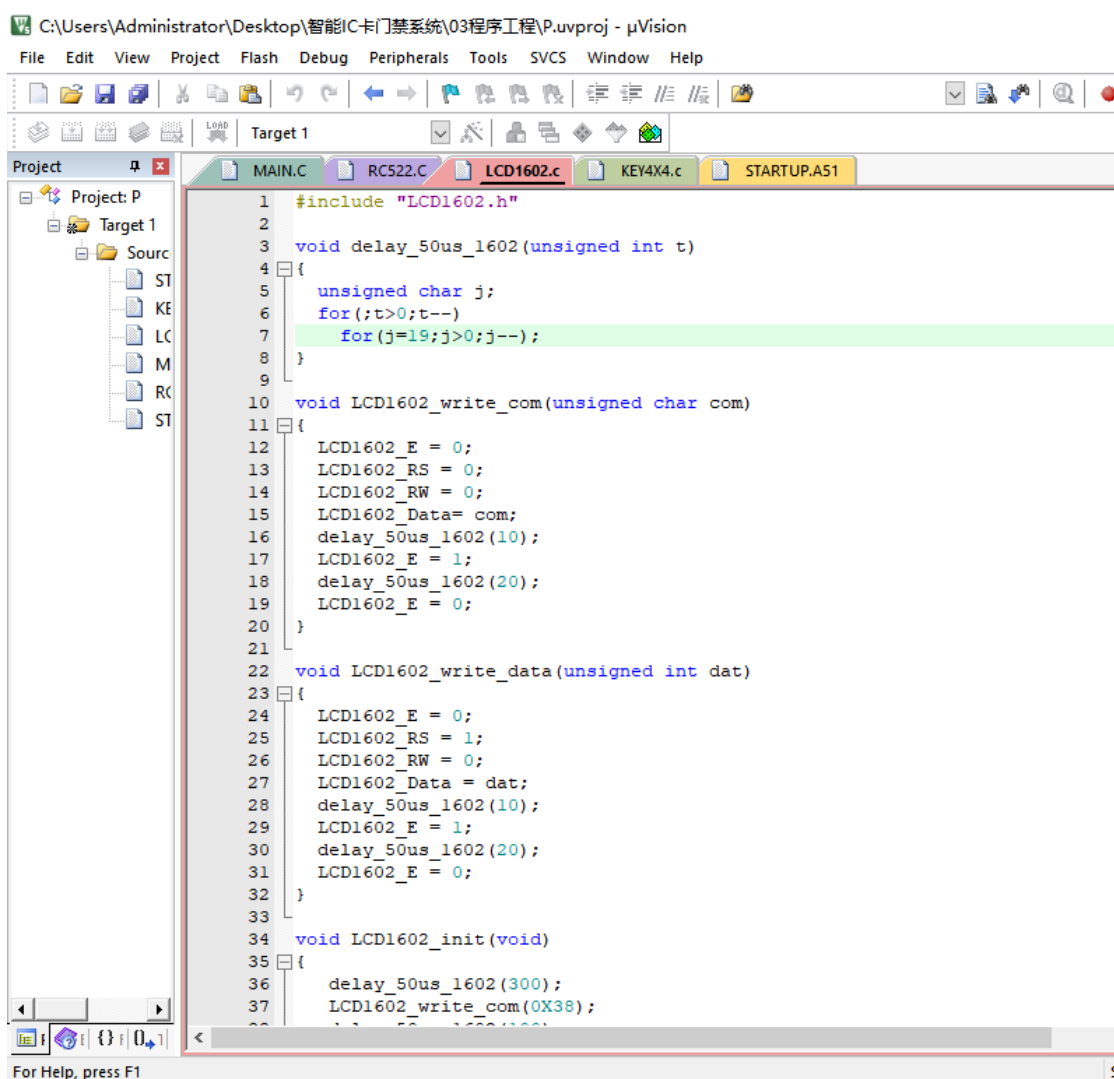 C:\Users\Administrator\Desktop\智能IC卡门禁系统\03程序工程\P.uvproj - µVision
File Edit View Project Flash Debug Peripherals Tools SVCS Window Help
LOAD Target 1
Project
MAIN.C RC522.C LCD1602.c KEY4X4.c STARTUP.A51
Project: P
Target 1
Sourc
ST
KE
LC
M
RC
ST
1 #include "LCD1602.h"
2
3 void delay_50us_1602(unsigned int t)
4 {
5 unsigned char j;
6 for(;t>0;t--)
7 for(j=19;j>0;j--);
8 }
9
10 void LCD1602_write_com(unsigned char com)
11 {
12 LCD1602_E = 0;
13 LCD1602_RS = 0;
14 LCD1602_RW = 0;
15 LCD1602_Data= com;
16 delay_50us_1602(10);
17 LCD1602_E = 1;
18 delay_50us_1602(20);
19 LCD1602_E = 0;
20 }
21
22 void LCD1602_write_data(unsigned int dat)
23 {
24 LCD1602_E = 0;
25 LCD1602_RS = 1;
26 LCD1602_RW = 0;
27 LCD1602_Data = dat;
28 delay_50us_1602(10);
29 LCD1602_E = 1;
30 delay_50us_1602(20);
31 LCD1602_E = 0;
32 }
33
34 void LCD1602_init(void)
35 {
36 delay_50us_1602(300);
37 LCD1602_write_com(0X38);
For Help, press F1